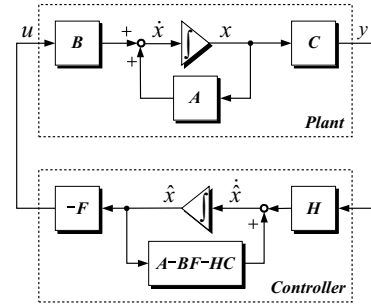 u
B
+
ẋ
∫
x
C
y
+
A
Plant
-F
x̂
∫
x̂̇
H
+
A-BF-HC
Controller